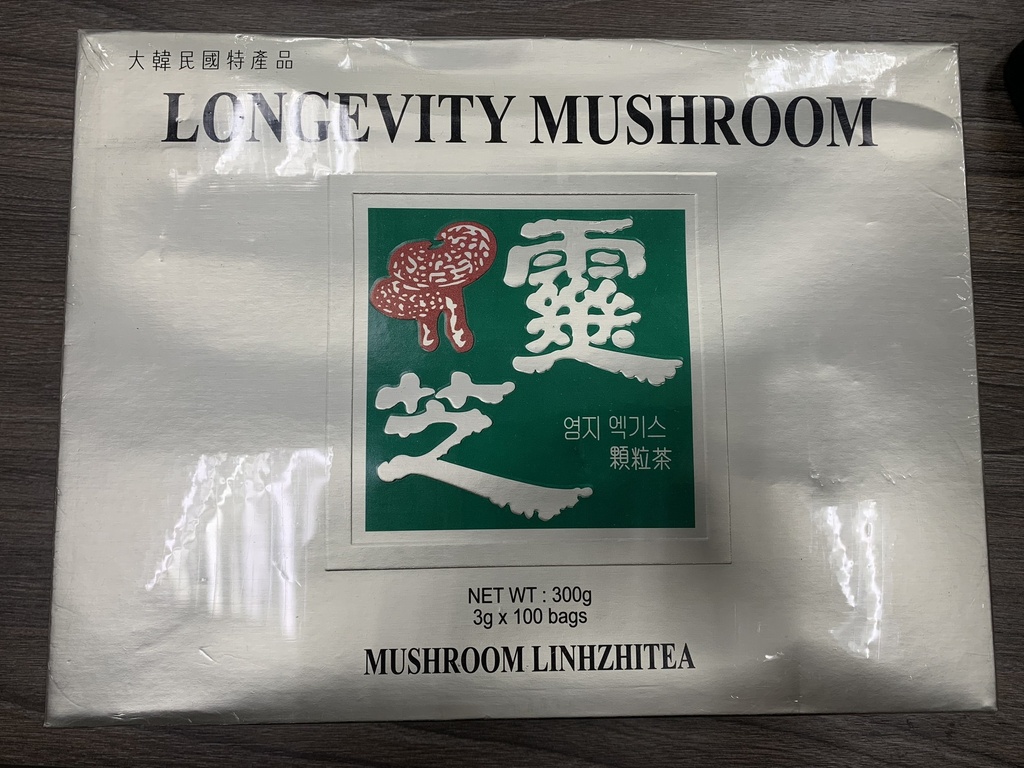 大韓民國特產品
LONGEVITY MUSHROOM
靈
芝
영지 엑기스
顆粒茶
NET WT : 300g
3g x 100 bags
MUSHROOM LINHZHITEA